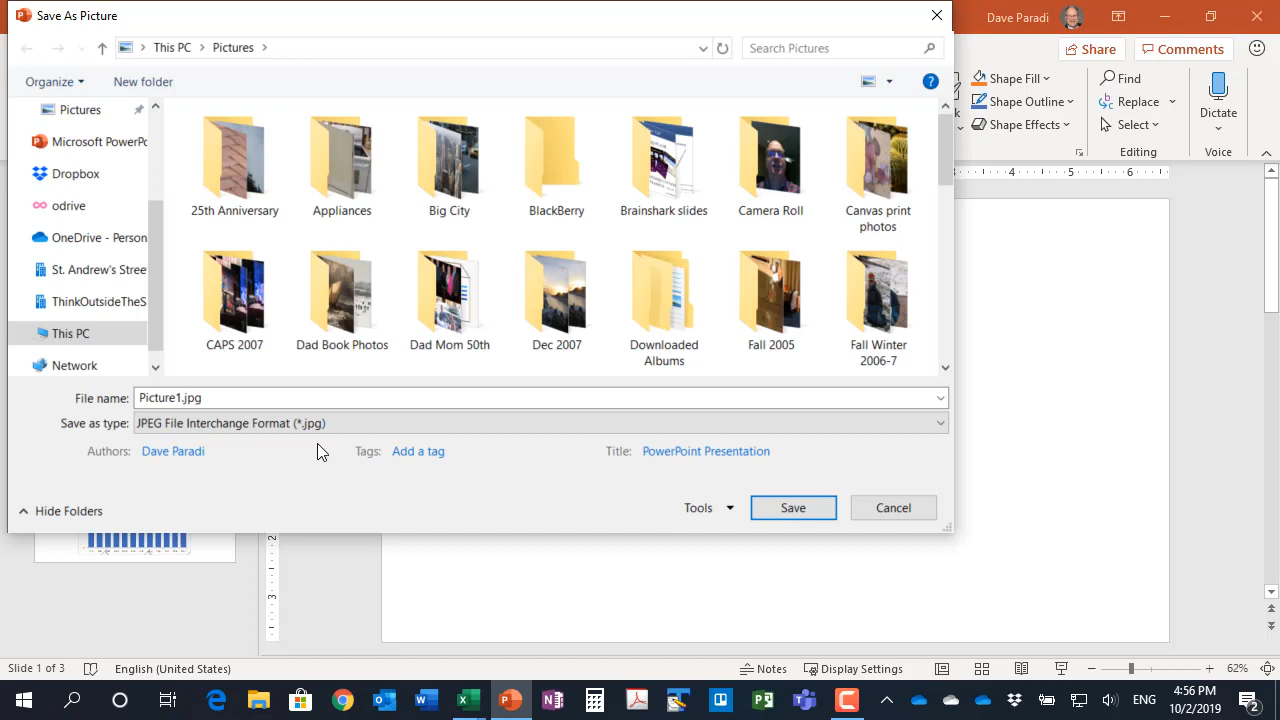 Save As Picture
Dave Paradi
This PC
Pictures
Search Pictures
Share
Comments
Organize
New folder
Shape Fill
Shape Outline
Shape Effects
Find
Replace
Select
Dictate
Editing
Voice
Pictures
Microsoft PowerPo
Dropbox
odrive
OneDrive - Person
St. Andrew's Stree
ThinkOutsideTheS
This PC
Network
25th Anniversary
Appliances
Big City
BlackBerry
Brainshark slides
Camera Roll
Canvas print
photos
CAPS 2007
Dad Book Photos
Dad Mom 50th
Dec 2007
Downloaded
Albums
Fall 2005
Fall Winter
2006-7
4
5
6
File name:
Picture1.jpg
Save as type:
JPEG File Interchange Format (*.jpg)
Authors:
Dave Paradi
Tags:
Add a tag
Title:
PowerPoint Presentation
Hide Folders
Tools
Save
Cancel
2
3
Slide 1 of 3
English (United States)
Notes
Display Settings
62%
ENG
4:56 PM
10/2/2019
2